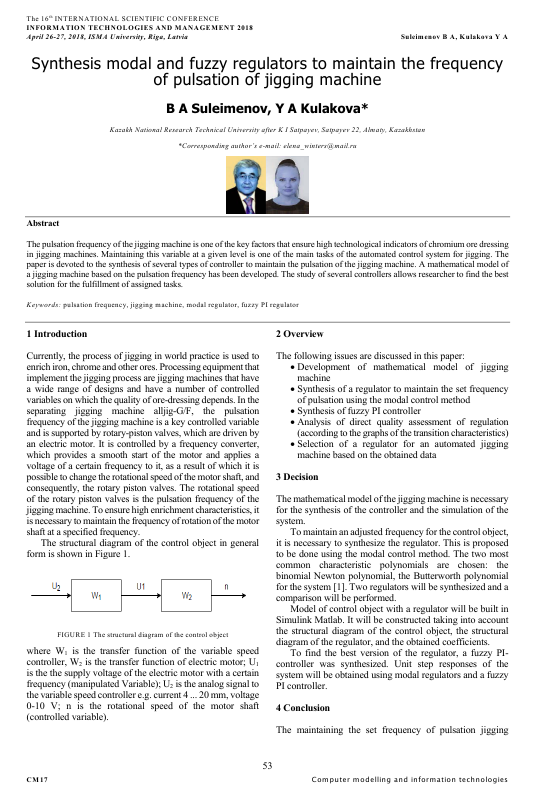 The 16th INTERNATIONAL SCIENTIFIC CONFERENCE
INFORMATION TECHNOLOGIES AND MANAGEMENT 2018
April 26-27, 2018, ISMA University, Riga, Latvia
Suleimenov B A, Kulakova Y A
Synthesis modal and fuzzy regulators to maintain the frequency
of pulsation of jigging machine
B A Suleimenov, Y A Kulakova*
Kazakh National Research Technical University after K I Satpayev, Satpayev 22, Almaty, Kazakhstan
*Corresponding author's e-mail: elena_winters@mail.ru
Abstract
The pulsation frequency of the jigging machine is one of the key factors that ensure high technological indicators of chromium ore dressing
in jigging machines. Maintaining this variable at a given level is one of the main tasks of the automated control system for jigging. The
paper is devoted to the synthesis of several types of controller to maintain the pulsation of the jigging machine. A mathematical model of
a jigging machine based on the pulsation frequency has been developed. The study of several controllers allows researcher to find the best
solution for the fulfillment of assigned tasks.
Keywords: pulsation frequency, jigging machine, modal regulator, fuzzy PI regulator
1 Introduction
Currently, the process of jigging in world practice is used to
enrich iron, chrome and other ores. Processing equipment that
implement the jigging process are jigging machines that have
a wide range of designs and have a number of controlled
variables on which the quality of ore-dressing depends. In the
separating jigging machine alljig-G/F, the pulsation
frequency of the jigging machine is a key controlled variable
and is supported by rotary-piston valves, which are driven by
an electric motor. It is controlled by a frequency converter,
which provides a smooth start of the motor and applies a
voltage of a certain frequency to it, as a result of which it is
possible to change the rotational speed of the motor shaft, and
consequently, the rotary piston valves. The rotational speed
of the rotary piston valves is the pulsation frequency of the
jigging machine. To ensure high enrichment characteristics, it
is necessary to maintain the frequency of rotation of the motor
shaft at a specified frequency.
The structural diagram of the control object in general
form is shown in Figure 1.
U2
W1
U1
W2
n
FIGURE 1 The structural diagram of the control object
where W1 is the transfer function of the variable speed
controller, W2 is the transfer function of electric motor; U1
is the the supply voltage of the electric motor with a certain
frequency (manipulated Variable); U2 is the analog signal to
the variable speed controller e.g. current 4 ... 20 mm, voltage
0-10 V; n is the rotational speed of the motor shaft
(controlled variable).
2 Overview
The following issues are discussed in this paper:
• Development of mathematical model of jigging
machine
• Synthesis of a regulator to maintain the set frequency
of pulsation using the modal control method
• Synthesis of fuzzy PI controller
• Analysis of direct quality assessment of regulation
(according to the graphs of the transition characteristics)
• Selection of a regulator for an automated jigging
machine based on the obtained data
3 Decision
The mathematical model of the jigging machine is necessary
for the synthesis of the controller and the simulation of the
system.
To maintain an adjusted frequency for the control object,
it is necessary to synthesize the regulator. This is proposed
to be done using the modal control method. The two most
common characteristic polynomials are chosen: the
binomial Newton polynomial, the Butterworth polynomial
for the system [1]. Two regulators will be synthesized and a
comparison will be performed.
Model of control object with a regulator will be built in
Simulink Matlab. It will be constructed taking into account
the structural diagram of the control object, the structural
diagram of the regulator, and the obtained coefficients.
To find the best version of the regulator, a fuzzy PI-
controller was synthesized. Unit step responses of the
system will be obtained using modal regulators and a fuzzy
PI controller.
4 Conclusion
The maintaining the set frequency of pulsation jigging
53
CM17
Computer modelling and information technologies